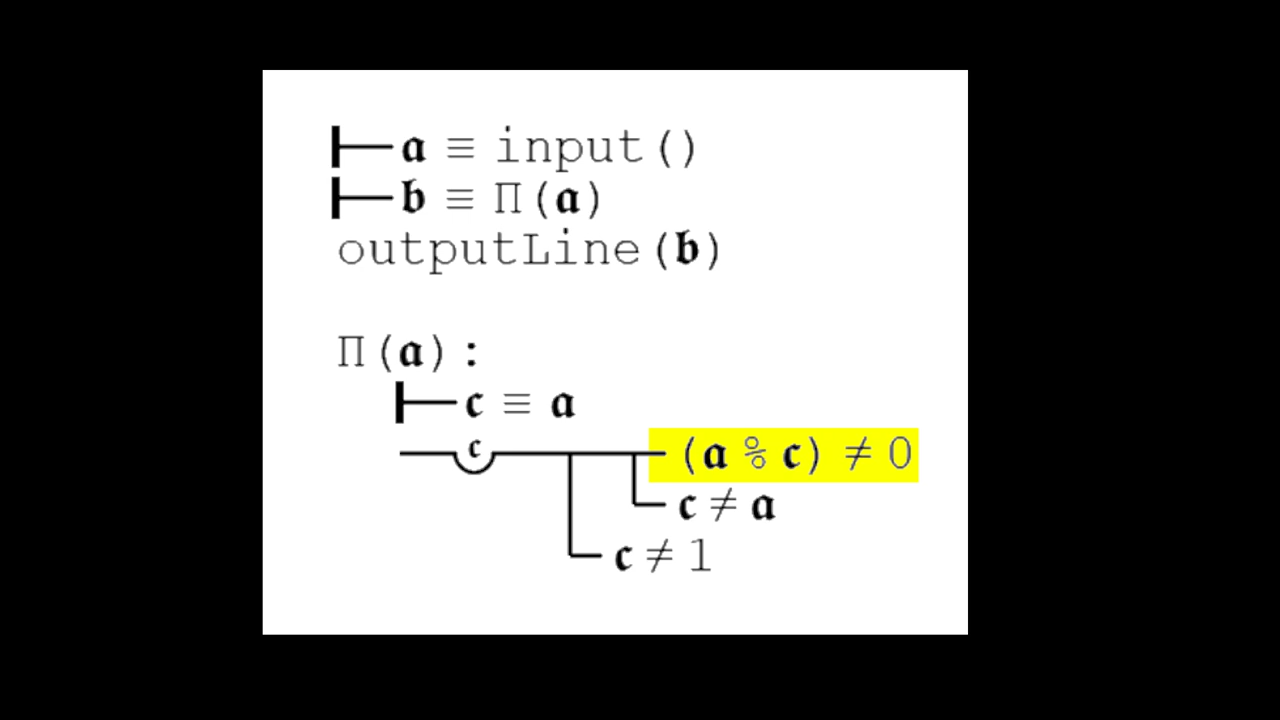 𝖆 ≡ input()
𝖇 ≡ Π(𝖆)
outputLine(𝖇)
Π(𝖆):
𝖈 ≡ 𝖆
𝖈 (𝖆 % 𝖈) ≠ 0
𝖈 ≠ 𝖆
𝖈 ≠ 1